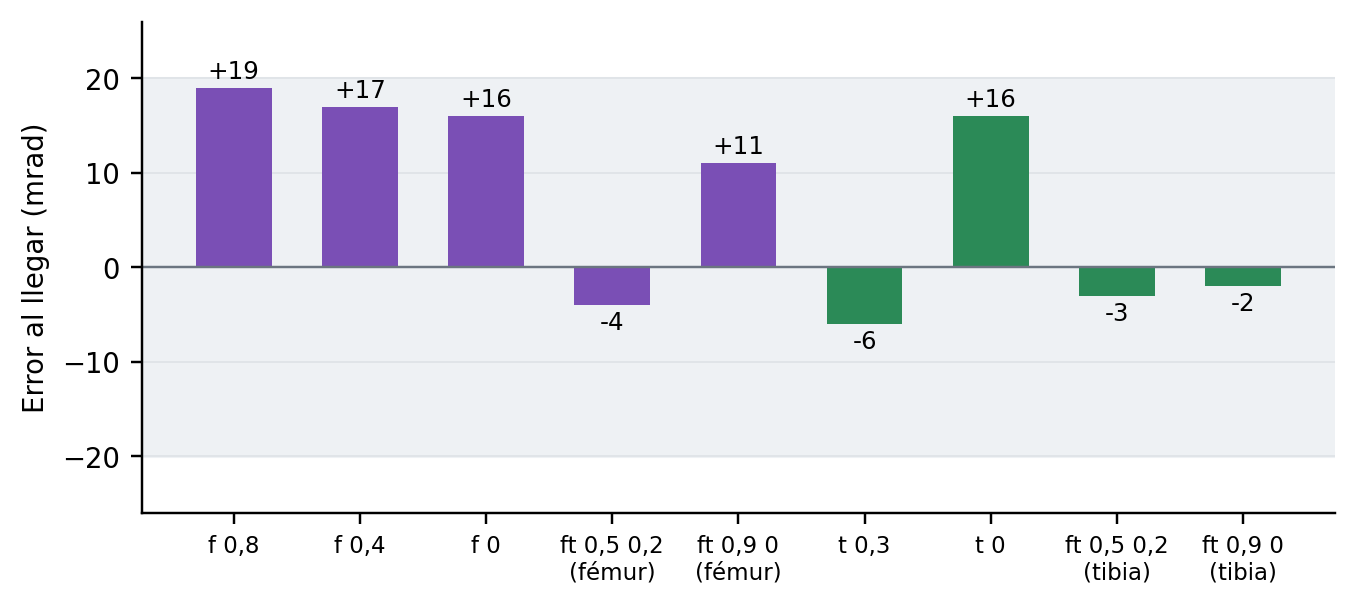 Error al llegar (mrad)
20
10
0
−10
−20
+19
+17
+16
-4
+11
-6
+16
-3
-2
f 0,8
f 0,4
f 0
ft 0,5 0,2
(fémur)
ft 0,9 0
(fémur)
t 0,3
t 0
ft 0,5 0,2
(tibia)
ft 0,9 0
(tibia)